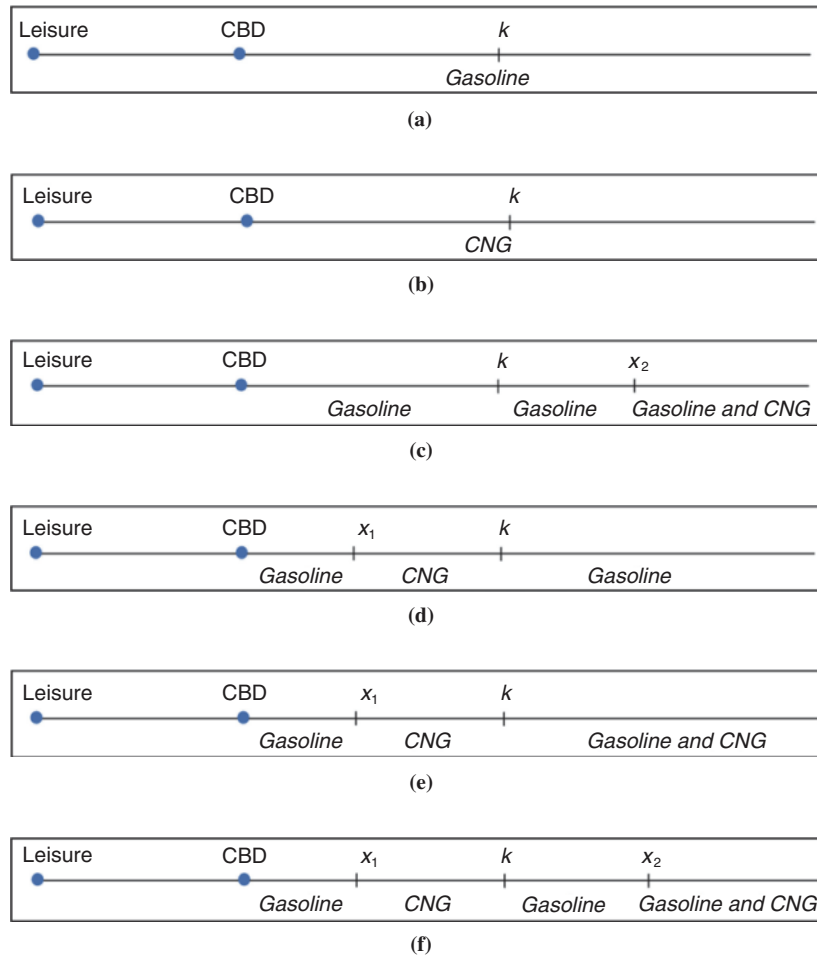 Leisure CBD k
Gasoline
(a)
Leisure CBD k
CNG
(b)
Leisure CBD k x2
Gasoline Gasoline Gasoline and CNG
(c)
Leisure CBD x1 k
Gasoline CNG Gasoline
(d)
Leisure CBD x1 k
Gasoline CNG Gasoline and CNG
(e)
Leisure CBD x1 k x2
Gasoline CNG Gasoline Gasoline and CNG
(f)